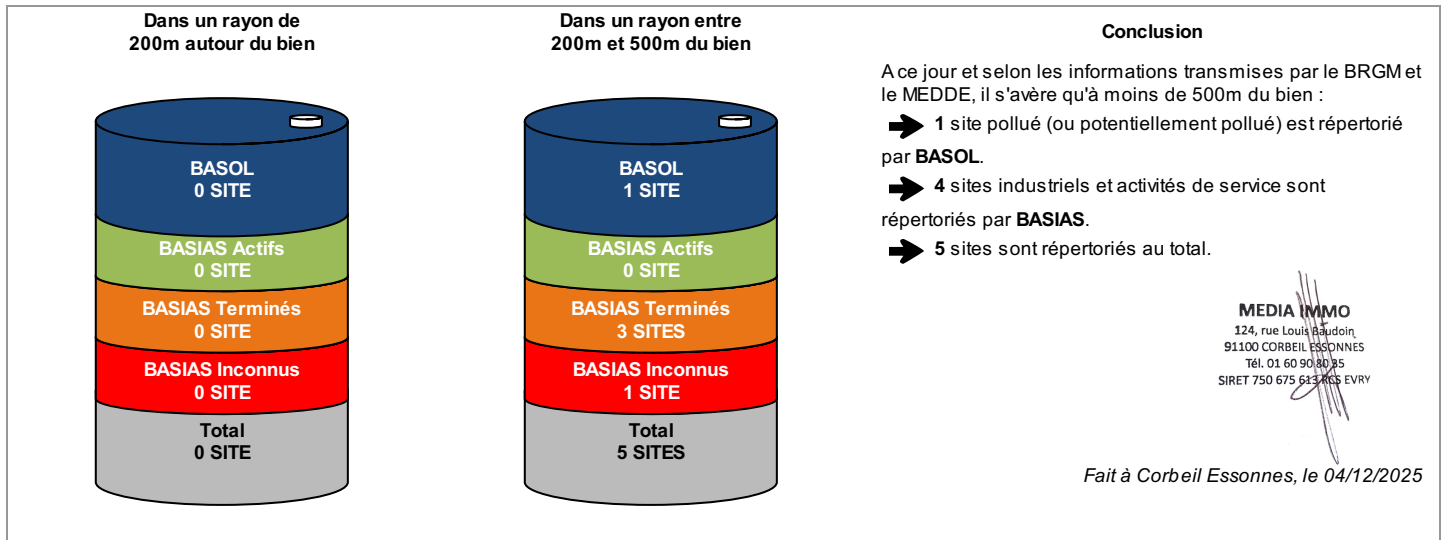 Dans un rayon de
200m autour du bien
BASOL
0 SITE
BASIAS Actifs
0 SITE
BASIAS Terminés
0 SITE
BASIAS Inconnus
0 SITE
Total
0 SITE
Dans un rayon entre
200m et 500m du bien
BASOL
1 SITE
BASIAS Actifs
0 SITE
BASIAS Terminés
3 SITES
BASIAS Inconnus
1 SITE
Total
5 SITES
Conclusion
A ce jour et selon les informations transmises par le BRGM et
le MEDDE, il s'avère qu'à moins de 500m du bien :
1 site pollué (ou potentiellement pollué) est répertorié
par BASOL.
4 sites industriels et activités de service sont
répertoriés par BASIAS.
5 sites sont répertoriés au total.
MEDIA IMMO
124, rue Louis Baudoin
91100 CORBEIL ESSONNES
Tél. 01 60 90 80 85
SIRET 750 675 613 RCS EVRY
Fait à Corbeil Essonnes, le 04/12/2025